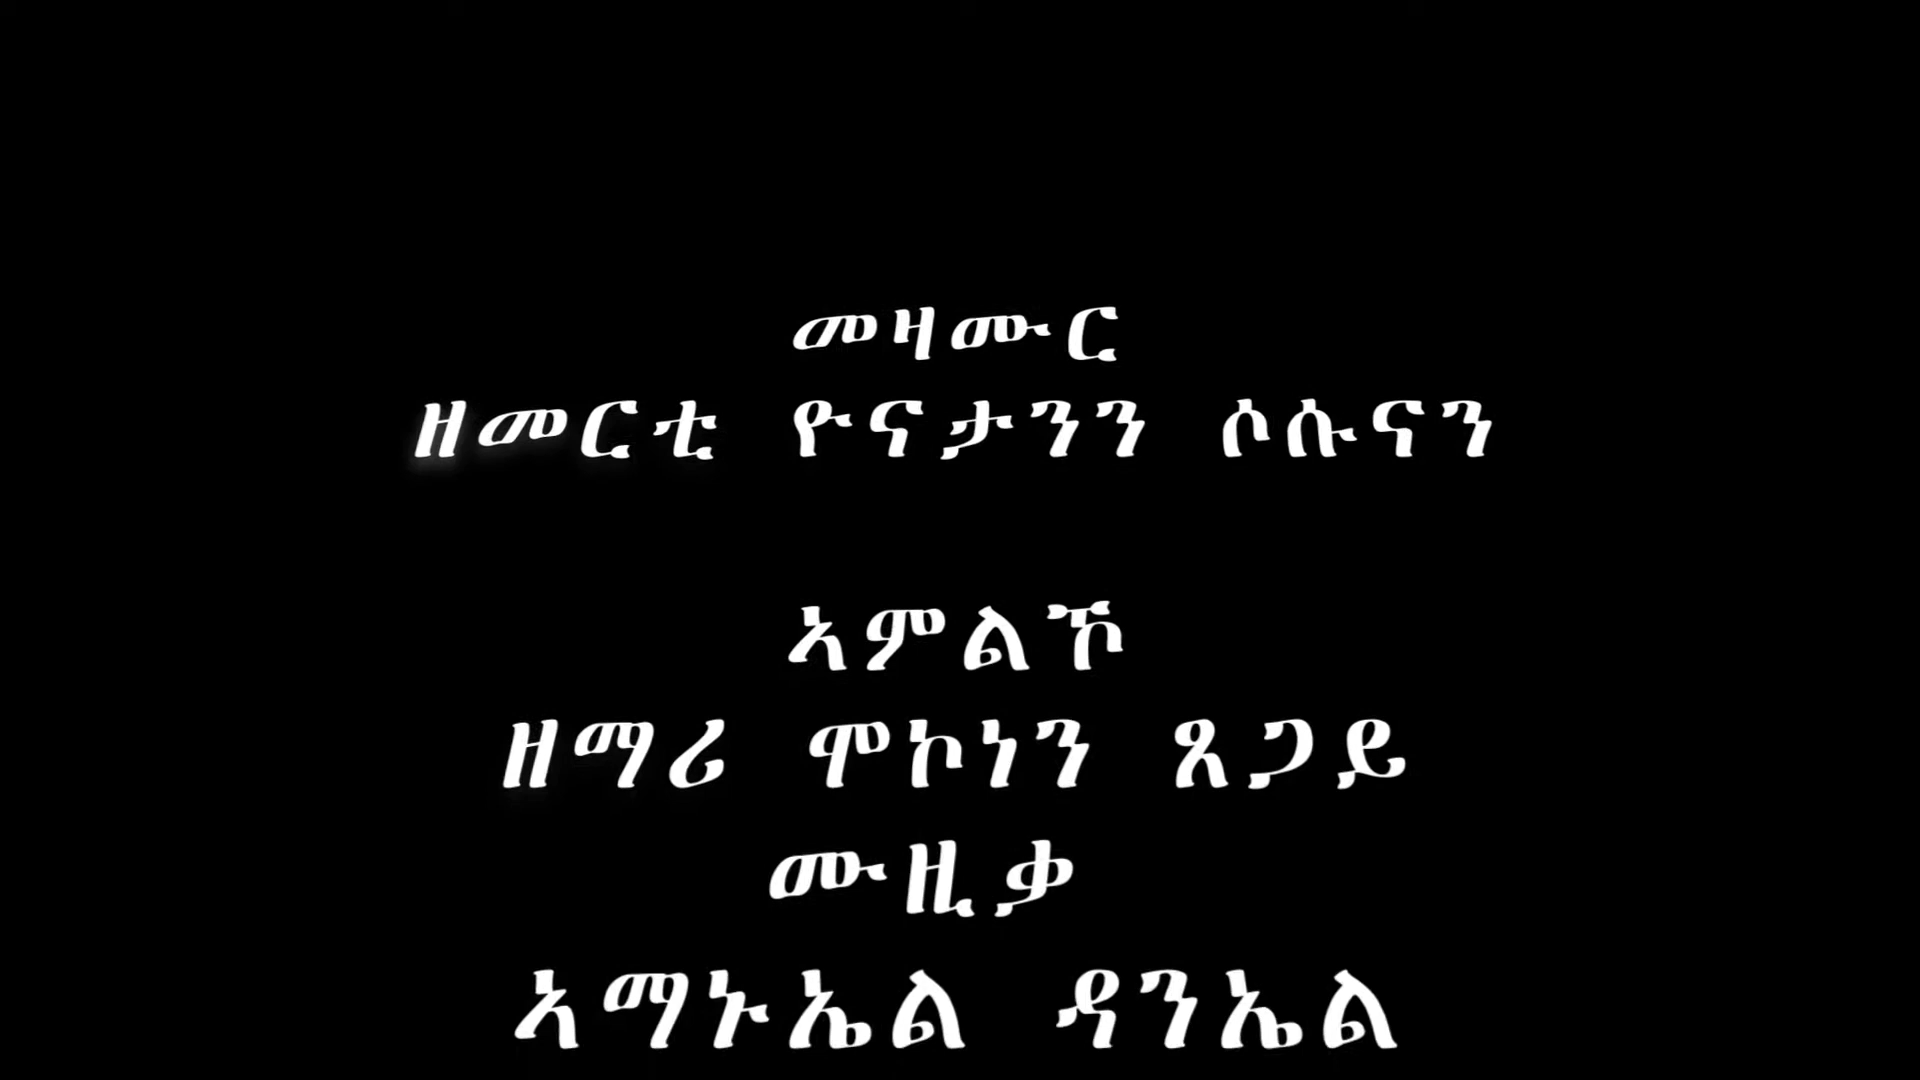 መዛሙር
ዘመርቲ ዮናታንን ሶሱናን
ኣምልኾ
ዘማሪ ሞኮነን ጸጋይ
ሙዚቃ
ኣማኑኤል ዳንኤል